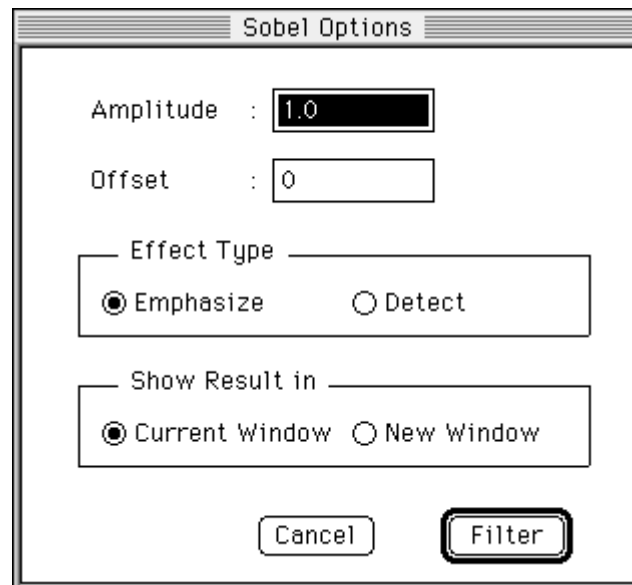 Sobel Options
Amplitude : 1.0
Offset : 0
Effect Type
Emphasize Detect
Show Result in
Current Window New Window
Cancel Filter